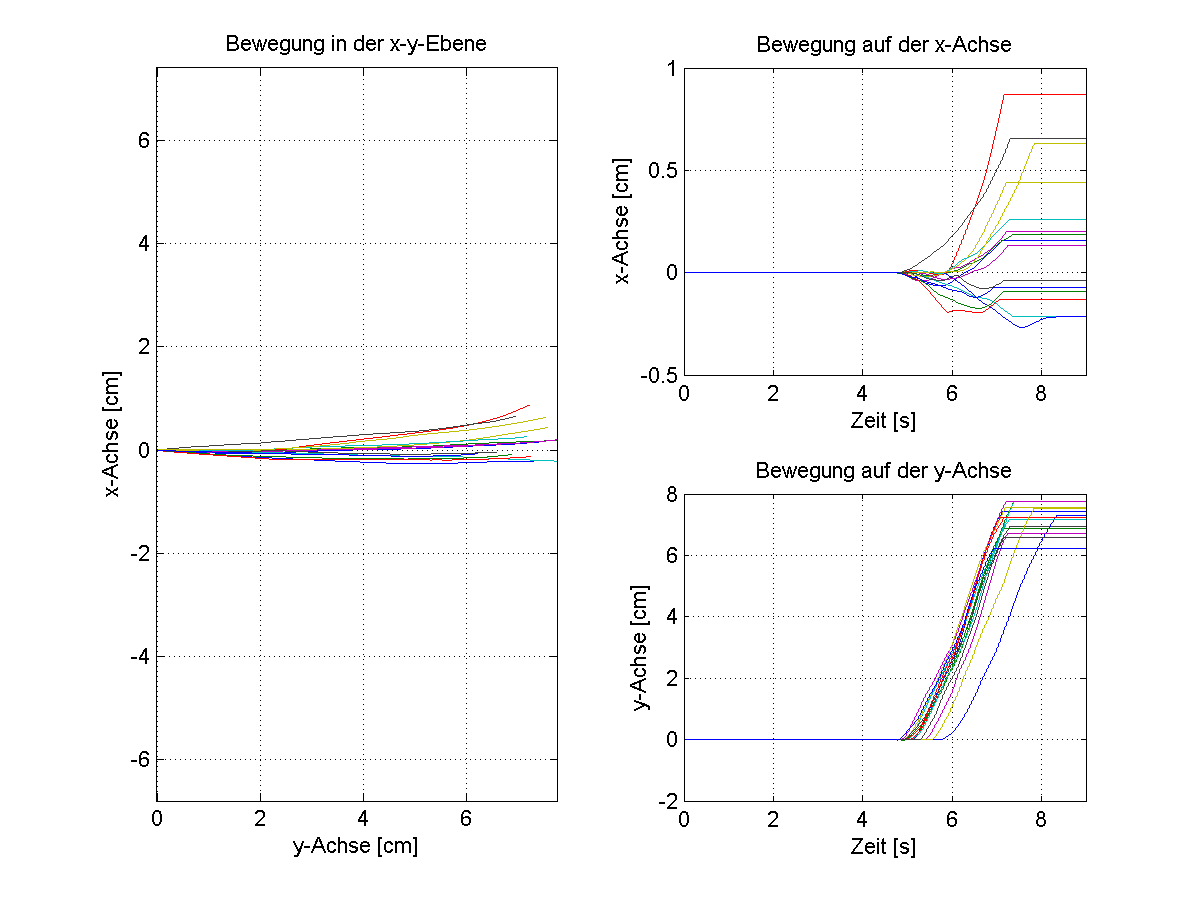 Bewegung in der x-y-Ebene
6
4
2
0
-2
-4
-6
x-Achse [cm]
0 2 4 6
y-Achse [cm]
Bewegung auf der x-Achse
1
0.5
0
-0.5
x-Achse [cm]
0 2 4 6 8
Zeit [s]
Bewegung auf der y-Achse
8
6
4
2
0
-2
y-Achse [cm]
0 2 4 6 8
Zeit [s]